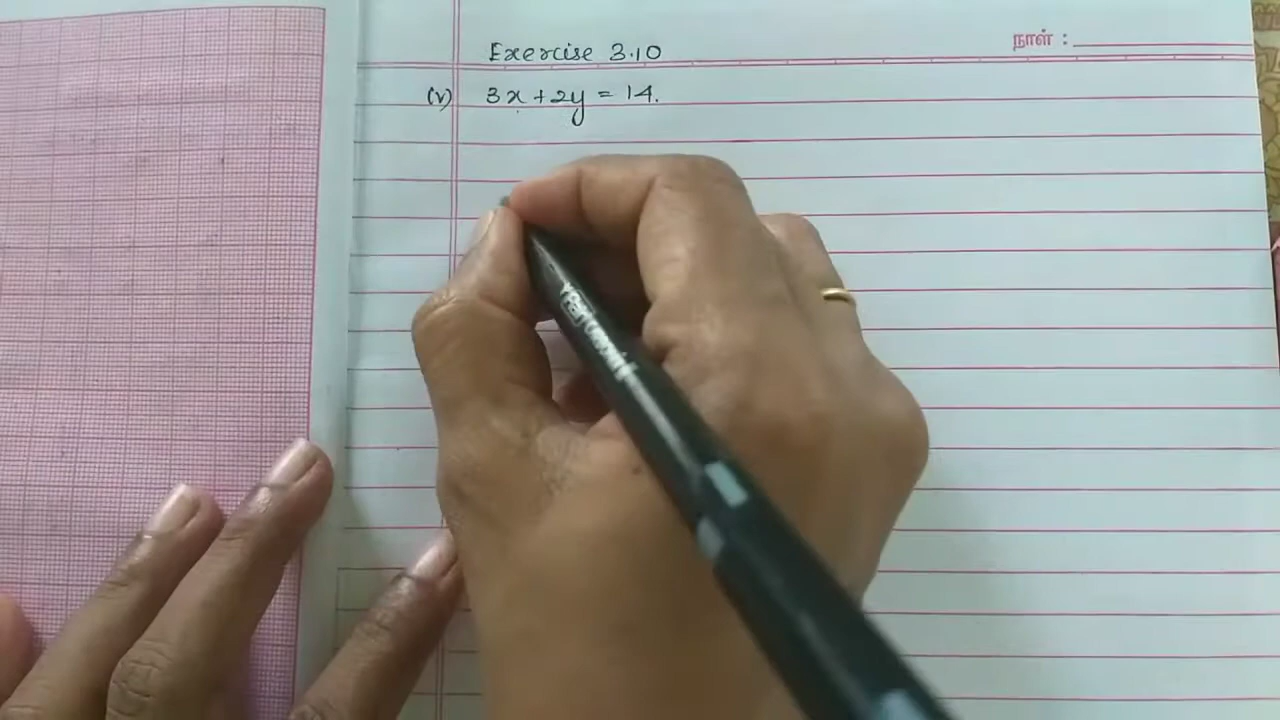 Exercise 3.10
நாள் :
(v) 3x + 2y = 14.